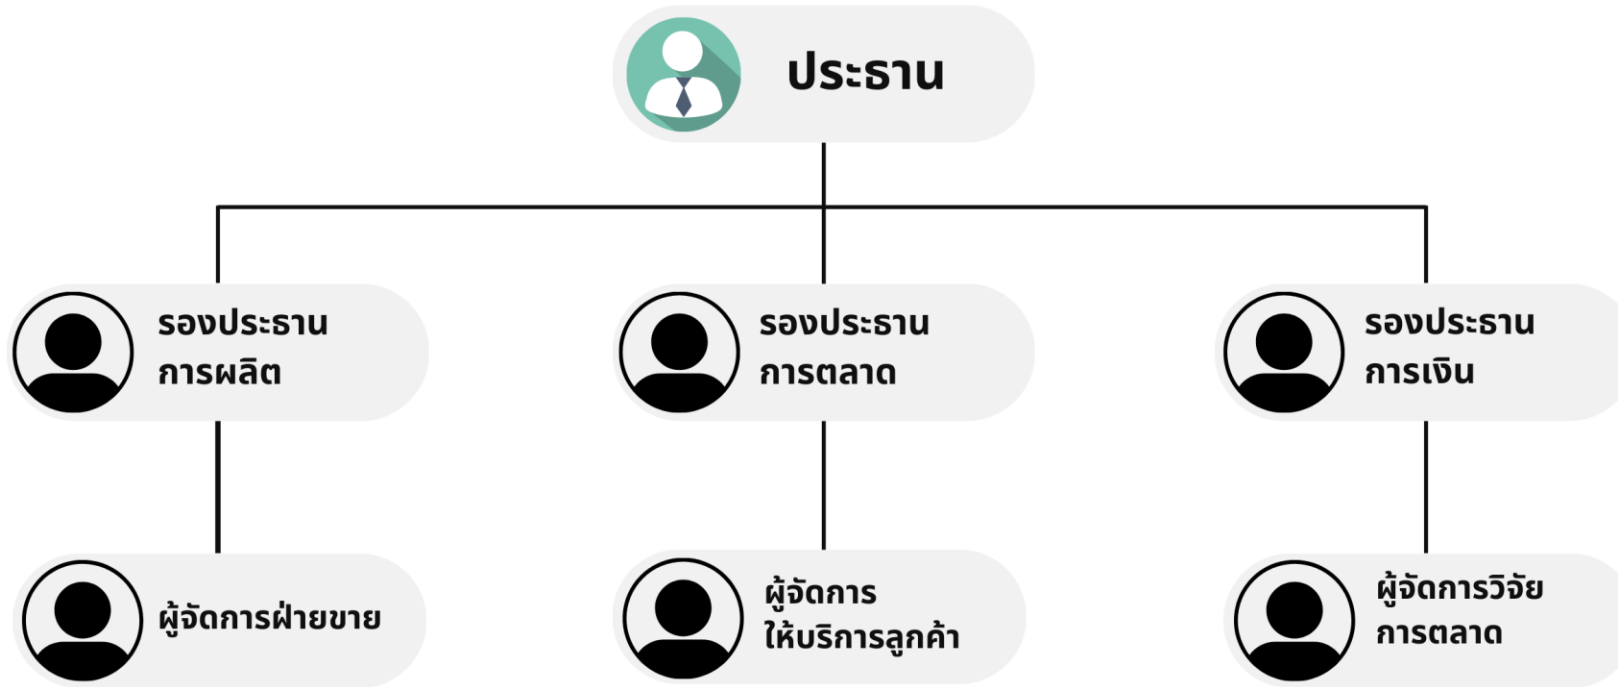 ประธาน
รองประธาน
การผลิต
รองประธาน
การตลาด
รองประธาน
การเงิน
ผู้จัดการฝ่ายขาย
ผู้จัดการ
ให้บริการลูกค้า
ผู้จัดการวิจัย
การตลาด